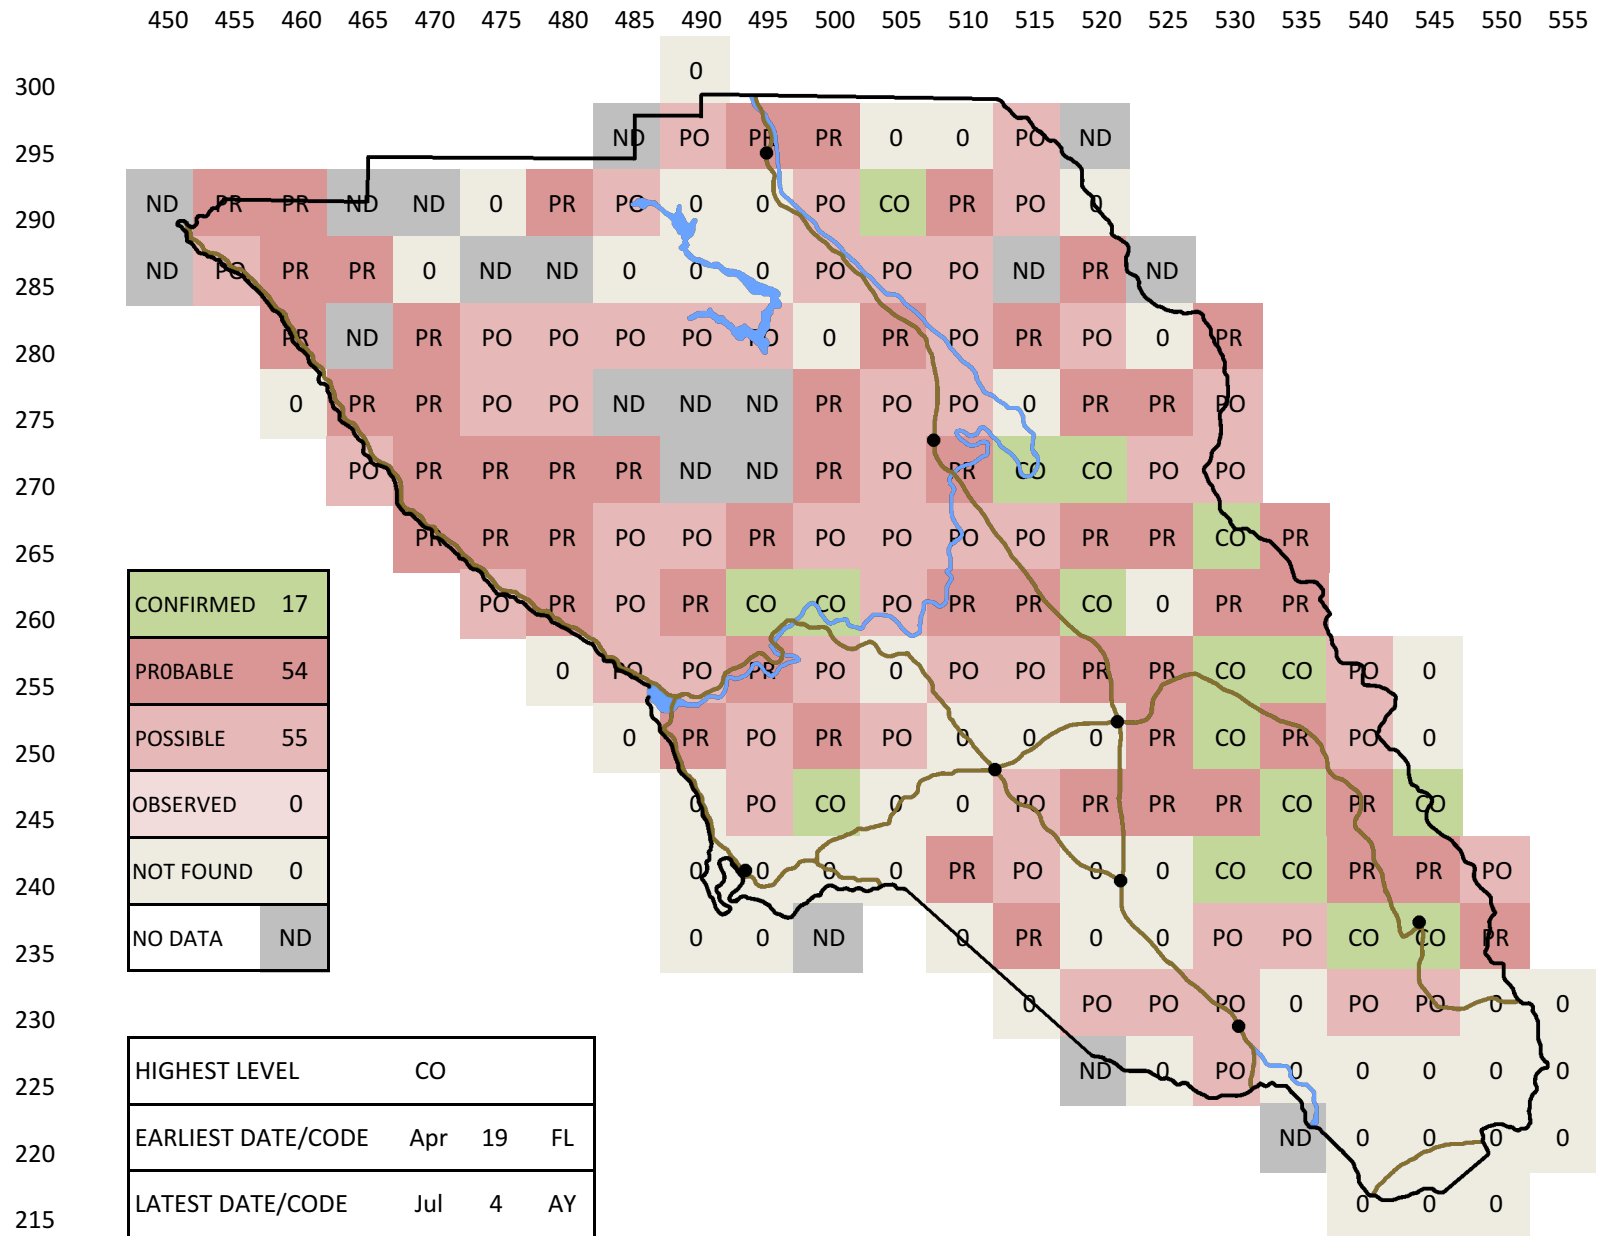 450 455 460 465 470 475 480 485 490 495 500 505 510 515 520 525 530 535 540 545 550 555
0
300
ND PO PR PR 0 0 PO ND
295
ND PR PR ND ND 0 PR PO 0 0 PO CO PR PO 0
290
ND PO PR PR 0 ND ND 0 0 0 PO PO PO ND PR ND
285
PR ND PR PO PO PO PO PO 0 PR PO PR PO 0 PR
280
0 PR PR PO PO ND ND ND PR PO PO 0 PR PR PO
275
PO PR PR PR PR ND ND PR PO PR CO CO PO PO
270
PR PR PR PO PO PR PO PO PO PO PR PR CO PR
265
CONFIRMED 17 PO PR PO PR CO CO PO PR PR CO 0 PR PR
260
PR0BABLE 54 0 PO PO PR PO 0 PO PO PR PR CO CO PO 0
255
POSSIBLE 55 0 PR PO PR PO 0 0 0 PR CO PR PO 0
250
OBSERVED 0 0 PO CO 0 0 PO PR PR PR CO PR CO
245
NOT FOUND 0 0 0 0 0 PR PO 0 0 CO CO PR PR PO
240
NO DATA ND 0 0 ND 0 PR 0 0 PO PO CO CO PR
235
0 PO PO PO 0 PO PO 0 0
230
HIGHEST LEVEL CO ND 0 PO 0 0 0 0 0
225
EARLIEST DATE/CODE Apr 19 FL ND 0 0 0 0
220
LATEST DATE/CODE Jul 4 AY 0 0 0
215